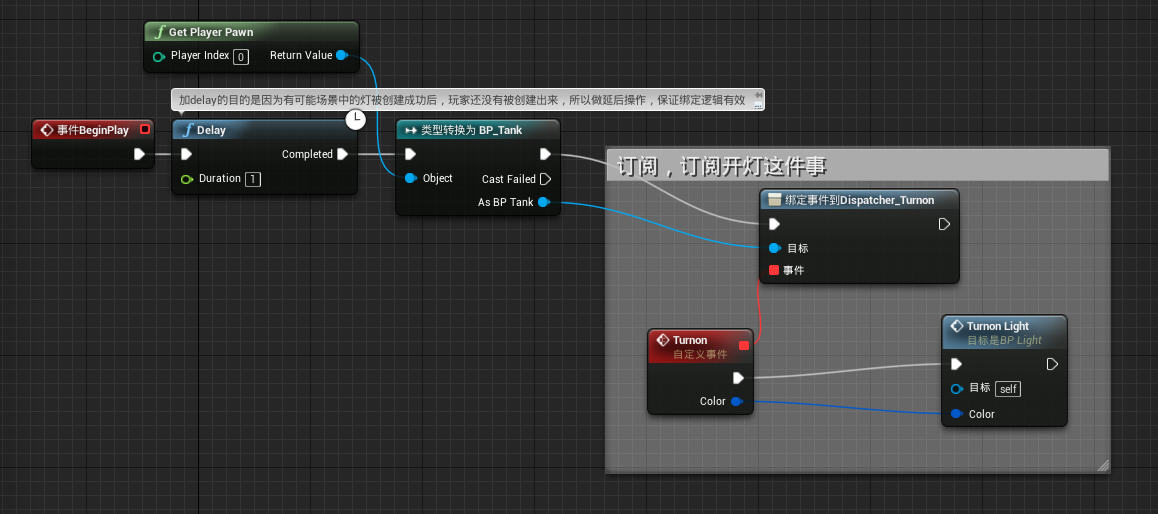 Get Player Pawn
Player Index 0 Return Value
加delay的目的是因为有可能场景中的灯被创建成功后，玩家还没有被创建出来，所以做延后操作，保证绑定逻辑有效
事件BeginPlay
Delay
Completed
Duration 1
类型转换为 BP_Tank
Object
Cast Failed
As BP Tank
订阅，订阅开灯这件事
绑定事件到Dispatcher_Turnon
目标
事件
Turnon
自定义事件
Color
Turnon Light
目标是BP Light
目标 self
Color